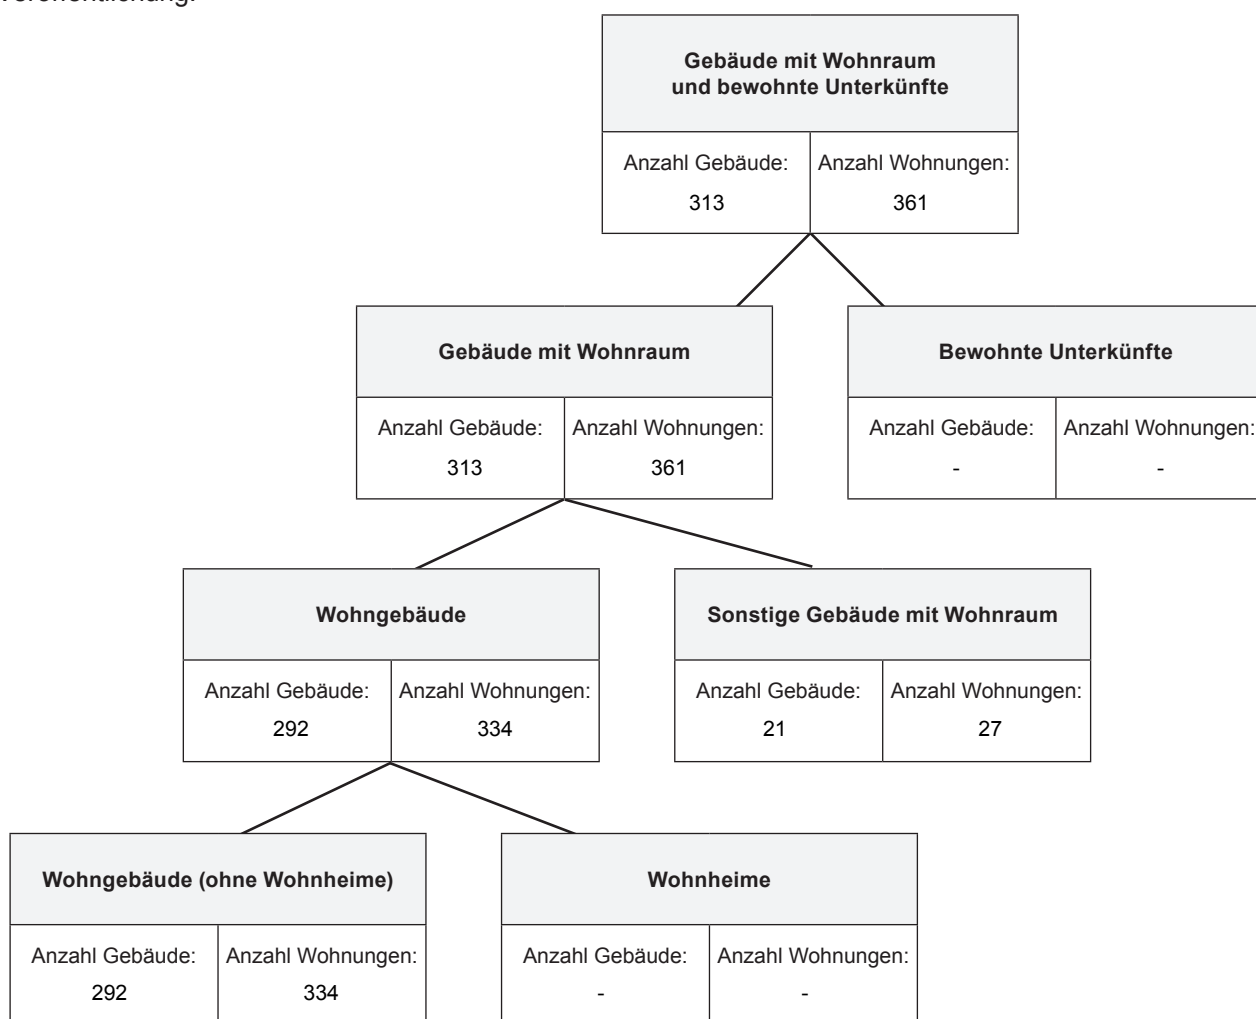 Veröffentlichung.
Gebäude mit Wohnraum
und bewohnte Unterkünfte
Anzahl Gebäude: Anzahl Wohnungen:
313 361
Gebäude mit Wohnraum Bewohnte Unterkünfte
Anzahl Gebäude: Anzahl Wohnungen: Anzahl Gebäude: Anzahl Wohnungen:
313 361 - -
Wohngebäude Sonstige Gebäude mit Wohnraum
Anzahl Gebäude: Anzahl Wohnungen: Anzahl Gebäude: Anzahl Wohnungen:
292 334 21 27
Wohngebäude (ohne Wohnheime) Wohnheime
Anzahl Gebäude: Anzahl Wohnungen: Anzahl Gebäude: Anzahl Wohnungen:
292 334 - -